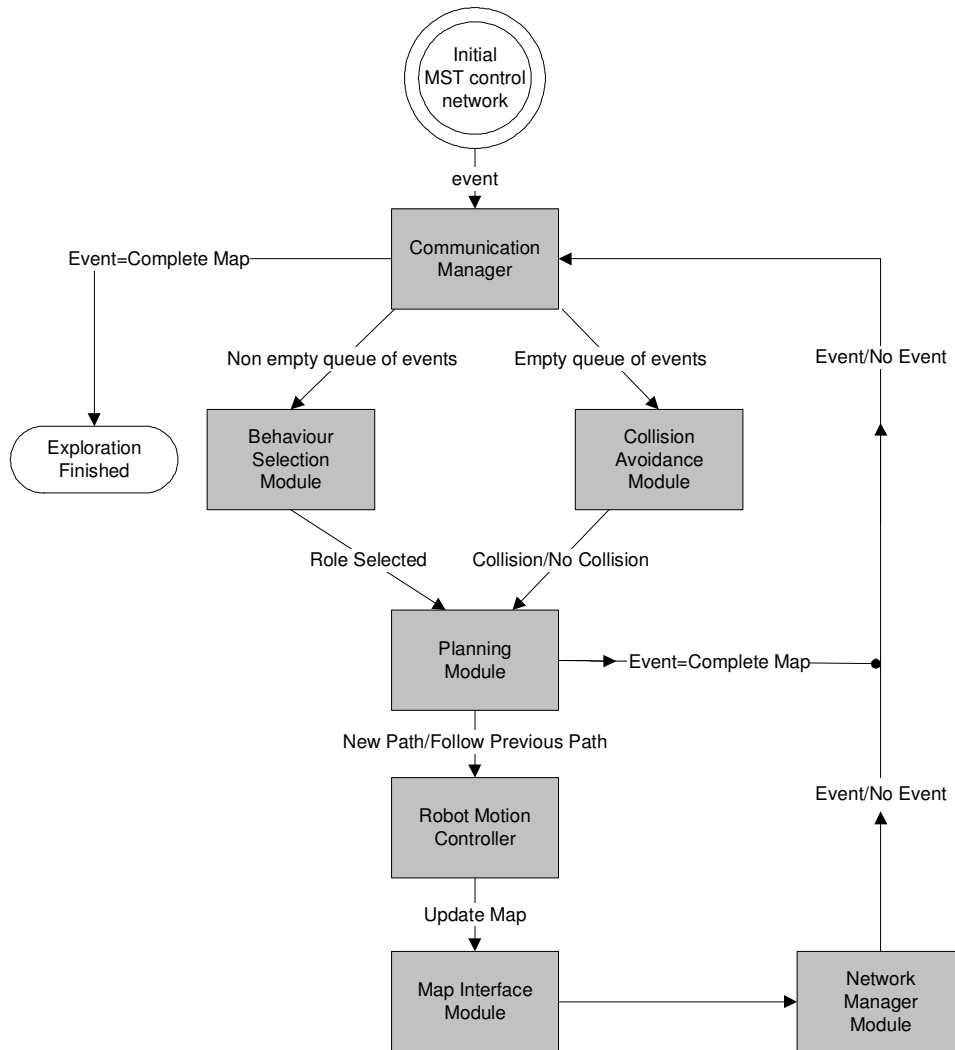 Initial
MST control
network
event
Communication
Manager
Event=Complete Map
Non empty queue of events
Empty queue of events
Event/No Event
Behaviour
Selection
Module
Collision
Avoidance
Module
Exploration
Finished
Role Selected
Collision/No Collision
Planning
Module
Event=Complete Map
New Path/Follow Previous Path
Robot Motion
Controller
Event/No Event
Update Map
Map Interface
Module
Network
Manager
Module